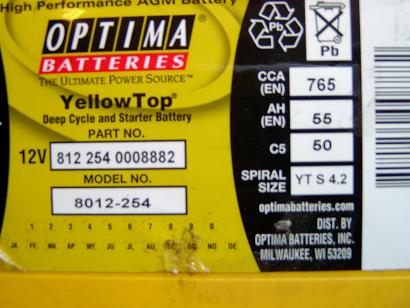 High Performance AGM Battery
OPTIMA®
BATTERIES
THE ULTIMATE POWER SOURCE™
YellowTop®
Deep Cycle and Starter Battery
PART NO.
12V 812 254 0008882
MODEL NO.
8012-254
1 2 3 4 5 6 7 8 9 0
JA FE MA AP MY JU JL AU SE OC NO DE
Pb
Pb
CCA (EN) 765
AH (EN) 55
C5 50
SPIRAL SIZE YT S 4.2
optimabatteries.com
DIST. BY
OPTIMA BATTERIES, INC.
MILWAUKEE, WI 53209